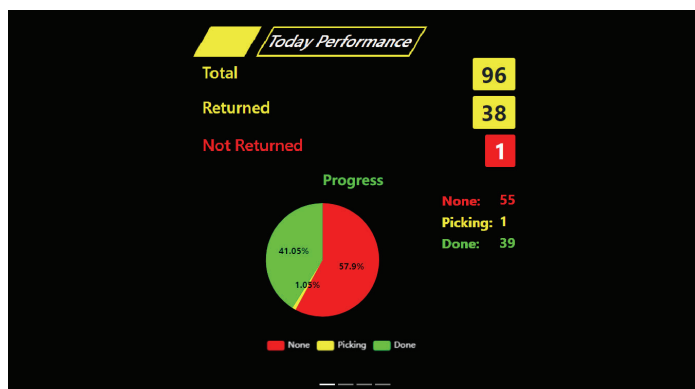 Today Performance
Total 96
Returned 38
Not Returned 1
Progress
None: 55
Picking: 1
Done: 39
41.05%
57.9%
1.05%
None Picking Done